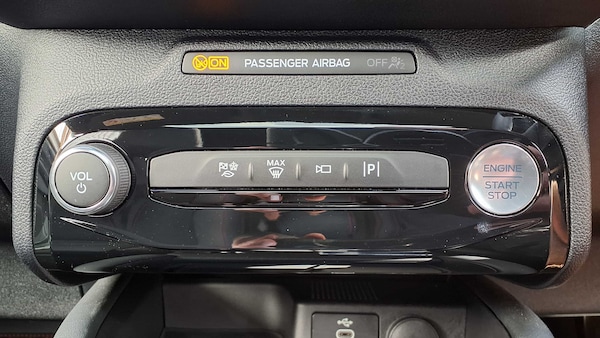 ON PASSENGER AIRBAG OFF
VOL
MAX
P
ENGINE
START
STOP